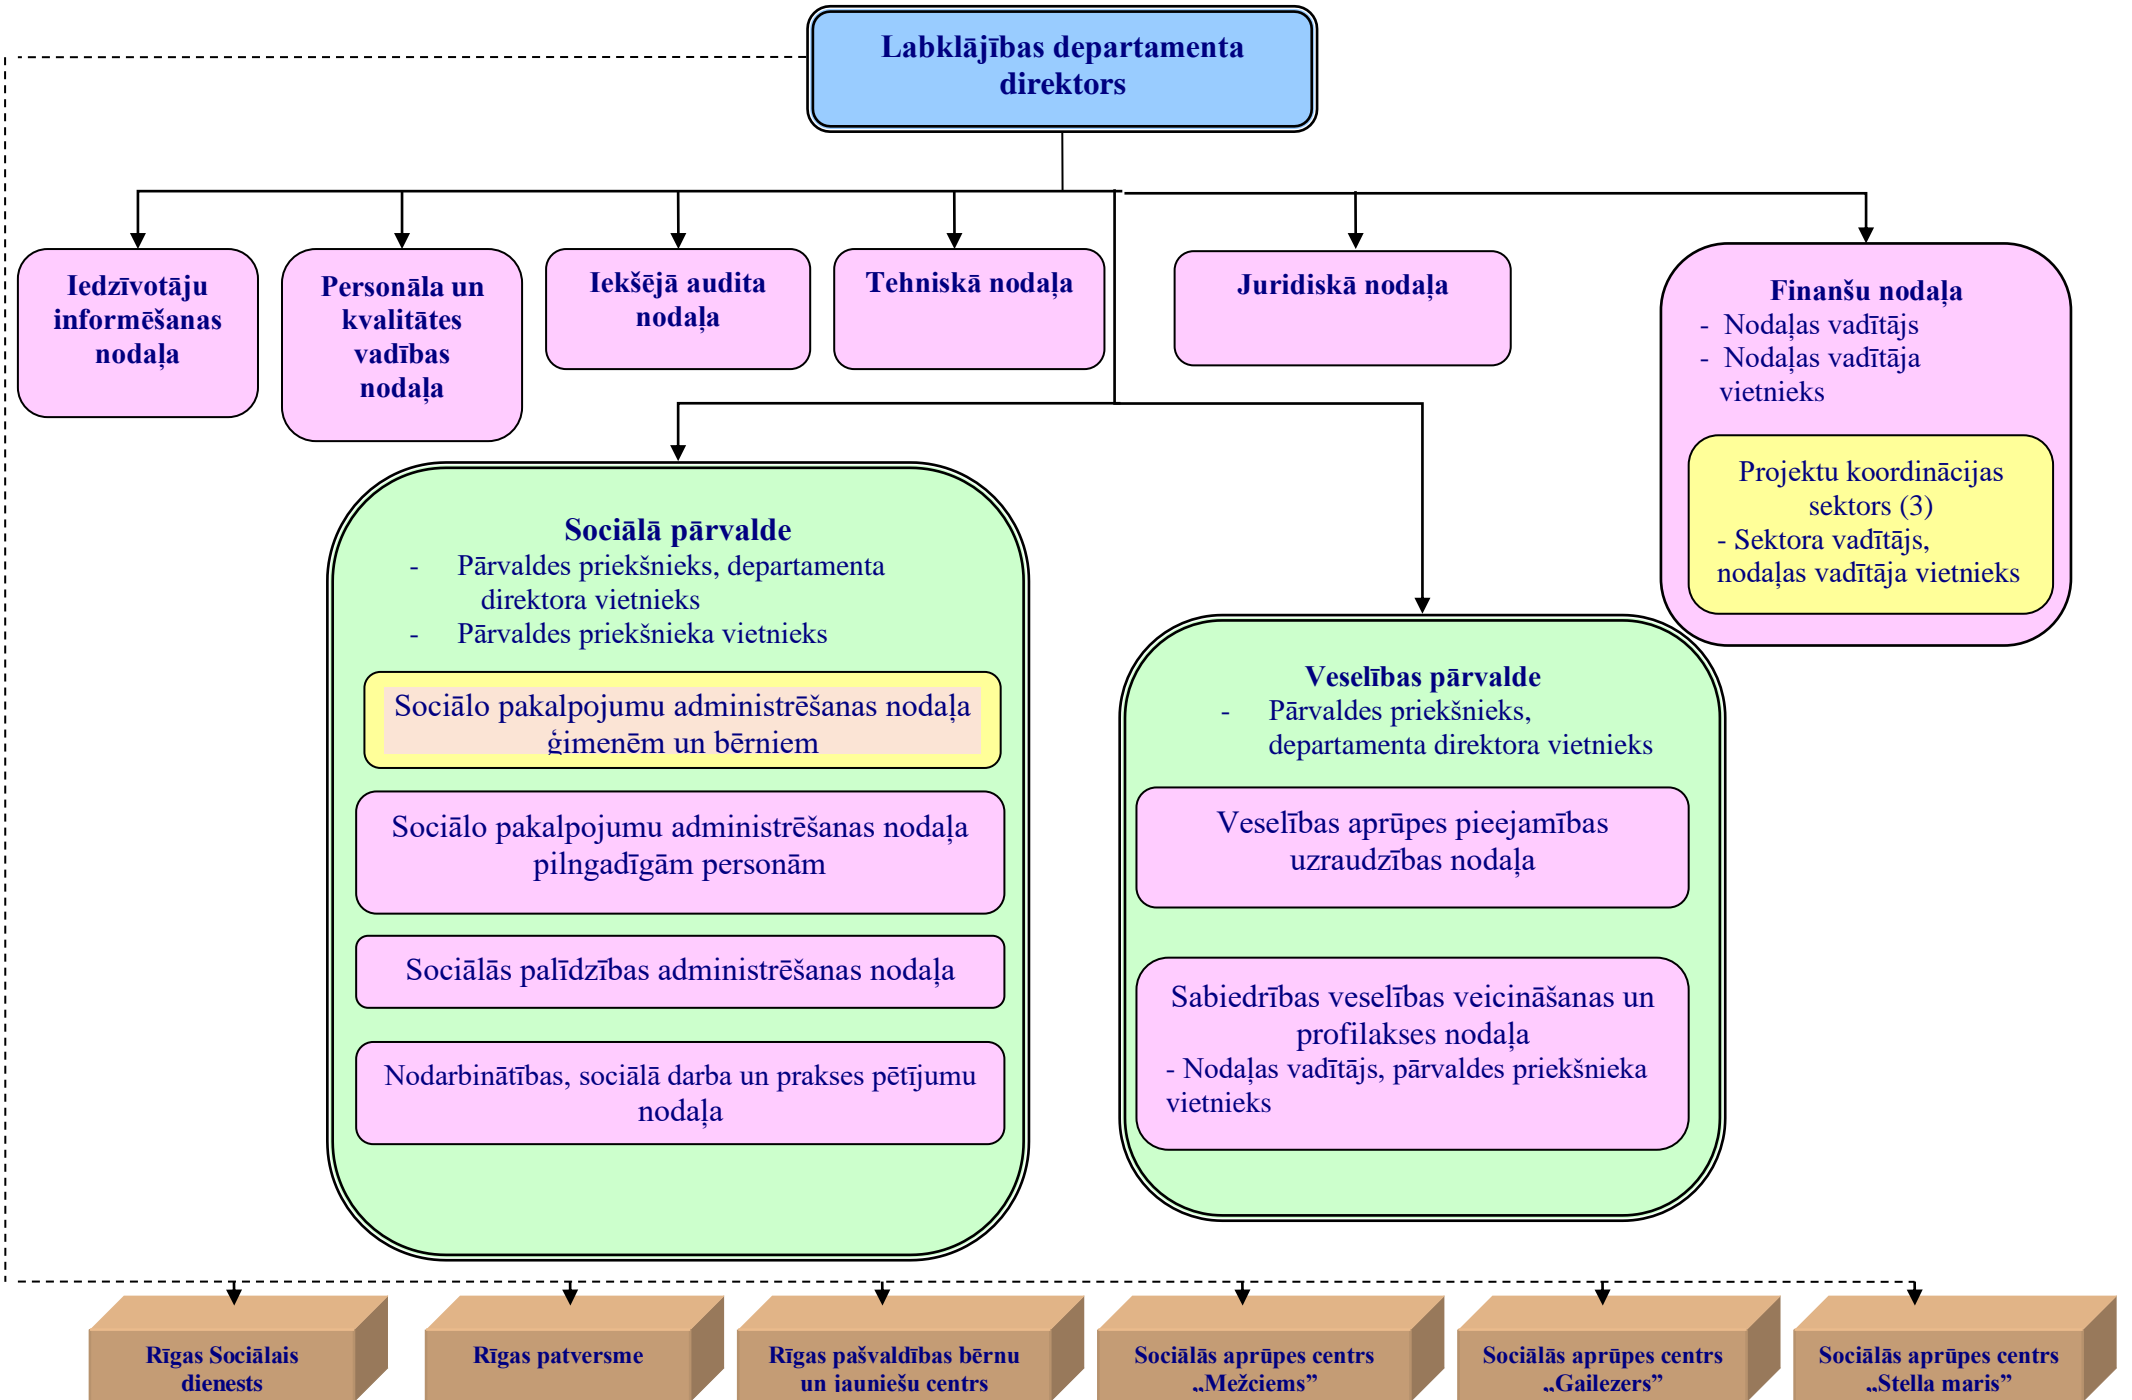 Labklājības departamenta
direktors
Iedzīvotāju
informēšanas
nodaļa
Personāla un
kvalitātes
vadības
nodaļa
Iekšējā audita
nodaļa
Tehniskā nodaļa
Juridiskā nodaļa
Finanšu nodaļa
- Nodaļas vadītājs
- Nodaļas vadītāja
vietnieks
Projektu koordinācijas
sektors (3)
- Sektora vadītājs,
nodaļas vadītāja vietnieks
Sociālā pārvalde
- Pārvaldes priekšnieks, departamenta
direktora vietnieks
- Pārvaldes priekšnieka vietnieks
Sociālo pakalpojumu administrēšanas nodaļa
ģimenēm un bērniem
Sociālo pakalpojumu administrēšanas nodaļa
pilngadīgām personām
Sociālās palīdzības administrēšanas nodaļa
Nodarbinātības, sociālā darba un prakses pētījumu
nodaļa
Veselības pārvalde
- Pārvaldes priekšnieks,
departamenta direktora vietnieks
Veselības aprūpes pieejamības
uzraudzības nodaļa
Sabiedrības veselības veicināšanas un
profilakses nodaļa
- Nodaļas vadītājs, pārvaldes priekšnieka
vietnieks
Rīgas Sociālais
dienests
Rīgas patversme
Rīgas pašvaldības bērnu
un jauniešu centrs
Sociālās aprūpes centrs
„Mežciems”
Sociālās aprūpes centrs
„Gailezers”
Sociālās aprūpes centrs
„Stella maris”